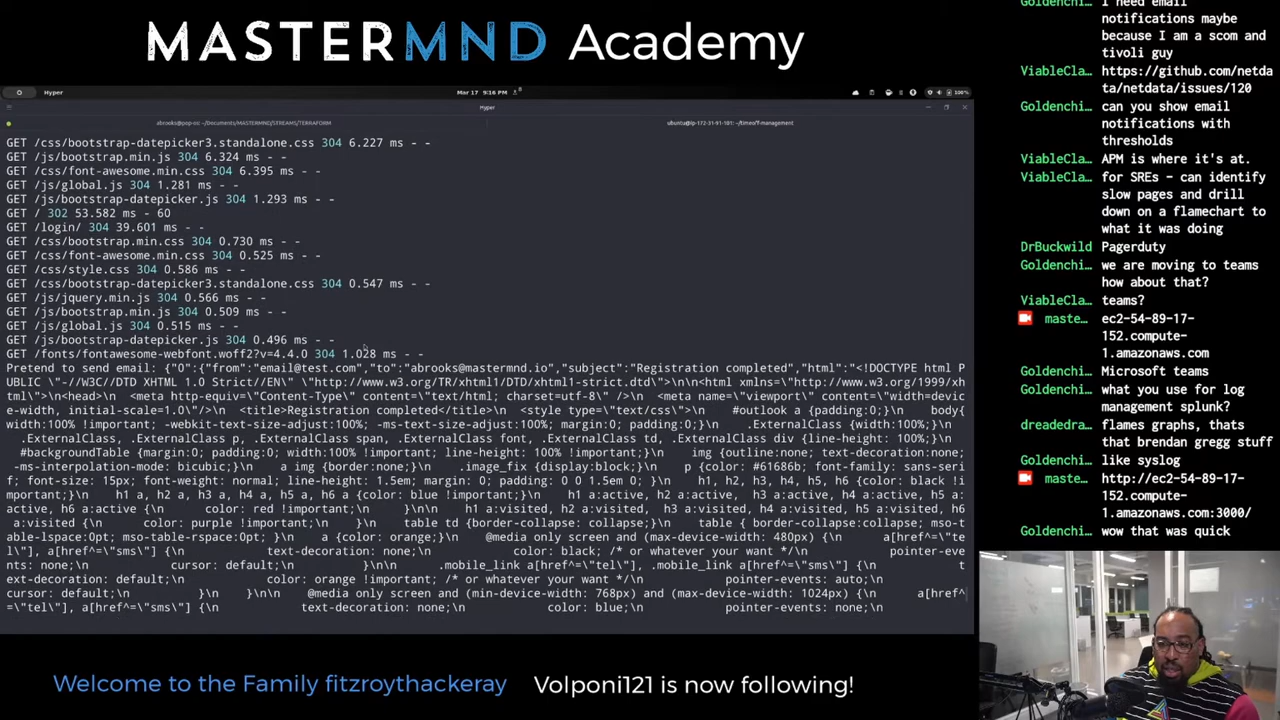 MASTERMND Academy
Hyper
Mar 17 9:16 PM
100%
Hyper
abrooks@pop-os: ~/Documents/MASTERMND/STREAMS/TERRAFORM
ubuntu@ip-172-31-91-101: ~/timeoff-management
GET /css/bootstrap-datepicker3.standalone.css 304 6.227 ms - -
GET /js/bootstrap.min.js 304 6.324 ms - -
GET /css/font-awesome.min.css 304 6.395 ms - -
GET /js/global.js 304 1.281 ms - -
GET /js/bootstrap-datepicker.js 304 1.293 ms - -
GET / 302 53.582 ms - 60
GET /login/ 304 39.601 ms - -
GET /css/bootstrap.min.css 304 0.730 ms - -
GET /css/font-awesome.min.css 304 0.525 ms - -
GET /css/style.css 304 0.586 ms - -
GET /css/bootstrap-datepicker3.standalone.css 304 0.547 ms - -
GET /js/jquery.min.js 304 0.566 ms - -
GET /js/bootstrap.min.js 304 0.509 ms - -
GET /js/global.js 304 0.515 ms - -
GET /js/bootstrap-datepicker.js 304 0.496 ms - -
GET /fonts/fontawesome-webfont.woff2?v=4.4.0 304 1.028 ms - -
Pretend to send email: {"0":{"from":"email@test.com","to":"abrooks@mastermnd.io","subject":"Registration completed","html":"<!DOCTYPE html P
UBLIC \"-//W3C//DTD XHTML 1.0 Strict//EN\" \"http://www.w3.org/TR/xhtml1/DTD/xhtml1-strict.dtd\">\n\n<html xmlns=\"http://www.w3.org/1999/xh
tml\">\n<head>\n  <meta http-equiv=\"Content-Type\" content=\"text/html; charset=utf-8\" />\n  <meta name=\"viewport\" content=\"width=devic
e-width, initial-scale=1.0\"/>\n  <title>Registration completed</title>\n  <style type=\"text/css\">\n    #outlook a {padding:0;}\n    body{
width:100% !important; -webkit-text-size-adjust:100%; -ms-text-size-adjust:100%; margin:0; padding:0;}\n    .ExternalClass {width:100%;}\n
.ExternalClass, .ExternalClass p, .ExternalClass span, .ExternalClass font, .ExternalClass td, .ExternalClass div {line-height: 100%;}\n
#backgroundTable {margin:0; padding:0; width:100% !important; line-height: 100% !important;}\n    img {outline:none; text-decoration:none;
-ms-interpolation-mode: bicubic;}\n    a img {border:none;}\n    .image_fix {display:block;}\n    p {color: #61686b; font-family: sans-seri
f; font-size: 15px; font-weight: normal; line-height: 1.5em; margin: 0; padding: 0 0 1.5em 0; }\n    h1, h2, h3, h4, h5, h6 {color: black !i
mportant;}\n    h1 a, h2 a, h3 a, h4 a, h5 a, h6 a {color: blue !important;}\n    h1 a:active, h2 a:active, h3 a:active, h4 a:active, h5 a:
active, h6 a:active {\n      color: red !important;\n    }\n\n    h1 a:visited, h2 a:visited, h3 a:visited, h4 a:visited, h5 a:visited, h6
a:visited {\n      color: purple !important;\n    }\n    table td {border-collapse: collapse;}\n    table { border-collapse:collapse; mso-t
able-lspace:0pt; mso-table-rspace:0pt; }\n    a {color: orange;}\n    @media only screen and (max-device-width: 480px) {\n      a[href^=\"te
l\"], a[href^=\"sms\"] {\n        text-decoration: none;\n        color: black; /* or whatever your want */\n        pointer-eve
nts: none;\n        cursor: default;\n      }\n\n      .mobile_link a[href^=\"tel\"], .mobile_link a[href^=\"sms\"] {\n        t
ext-decoration: default;\n        color: orange !important; /* or whatever your want */\n        pointer-events: auto;\n
cursor: default;\n      }\n    }\n\n    @media only screen and (min-device-width: 768px) and (max-device-width: 1024px) {\n      a[href^
=\"tel\"], a[href^=\"sms\"] {\n        text-decoration: none;\n        color: blue;\n        pointer-events: none;\n
Goldenchi… I need email
notifications maybe
because I am a scom and
tivoli guy
ViableCla… https://github.com/netda
ta/netdata/issues/120
Goldenchi… can you show email
notifications with
thresholds
ViableCla… APM is where it's at.
ViableCla… for SREs - can identify
slow pages and drill
down on a flamechart to
what it was doing
DrBuckwild Pagerduty
Goldenchi… we are moving to teams
how about that?
ViableCla… teams?
maste… ec2-54-89-17-
152.compute-
1.amazonaws.com
Goldenchi… Microsoft teams
Goldenchi… what you use for log
management splunk?
dreadedra… flames graphs, thats
that brendan gregg stuff
Goldenchi… like syslog
maste… http://ec2-54-89-17-
152.compute-
1.amazonaws.com:3000/
Goldenchi… wow that was quick
Welcome to the Family fitzroythackeray Volponi121 is now following!